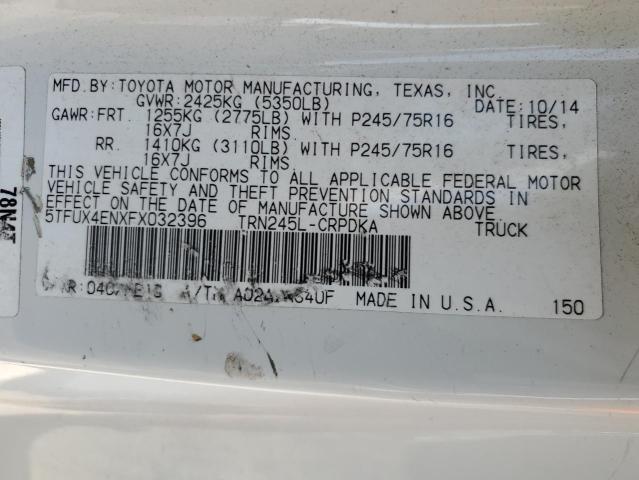 MFD.BY:TOYOTA MOTOR MANUFACTURING, TEXAS, INC.
GVWR:2425KG (5350LB) DATE:10/14
GAWR:FRT. 1255KG (2775LB) WITH P245/75R16 TIRES,
16X7J RIMS.
RR. 1410KG (3110LB) WITH P245/75R16 TIRES,
16X7J RIMS.
THIS VEHICLE CONFORMS TO ALL APPLICABLE FEDERAL MOTOR
VEHICLE SAFETY AND THEFT PREVENTION STANDARDS IN
EFFECT ON THE DATE OF MANUFACTURE SHOWN ABOVE
5TFUX4ENXFX032396 TRN245L-CRPDKA TRUCK
MADE IN U.S.A. 150